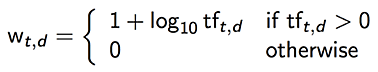 w_{t,d} = { 1 + log_{10} tf_{t,d} if tf_{t,d} > 0
0 otherwise